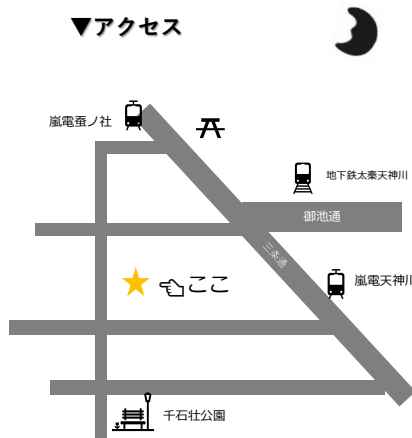 ▼アクセス
嵐電蚕ノ社
地下鉄太秦天神川
御池通
三条通
嵐電天神川
ここ
千石荘公園